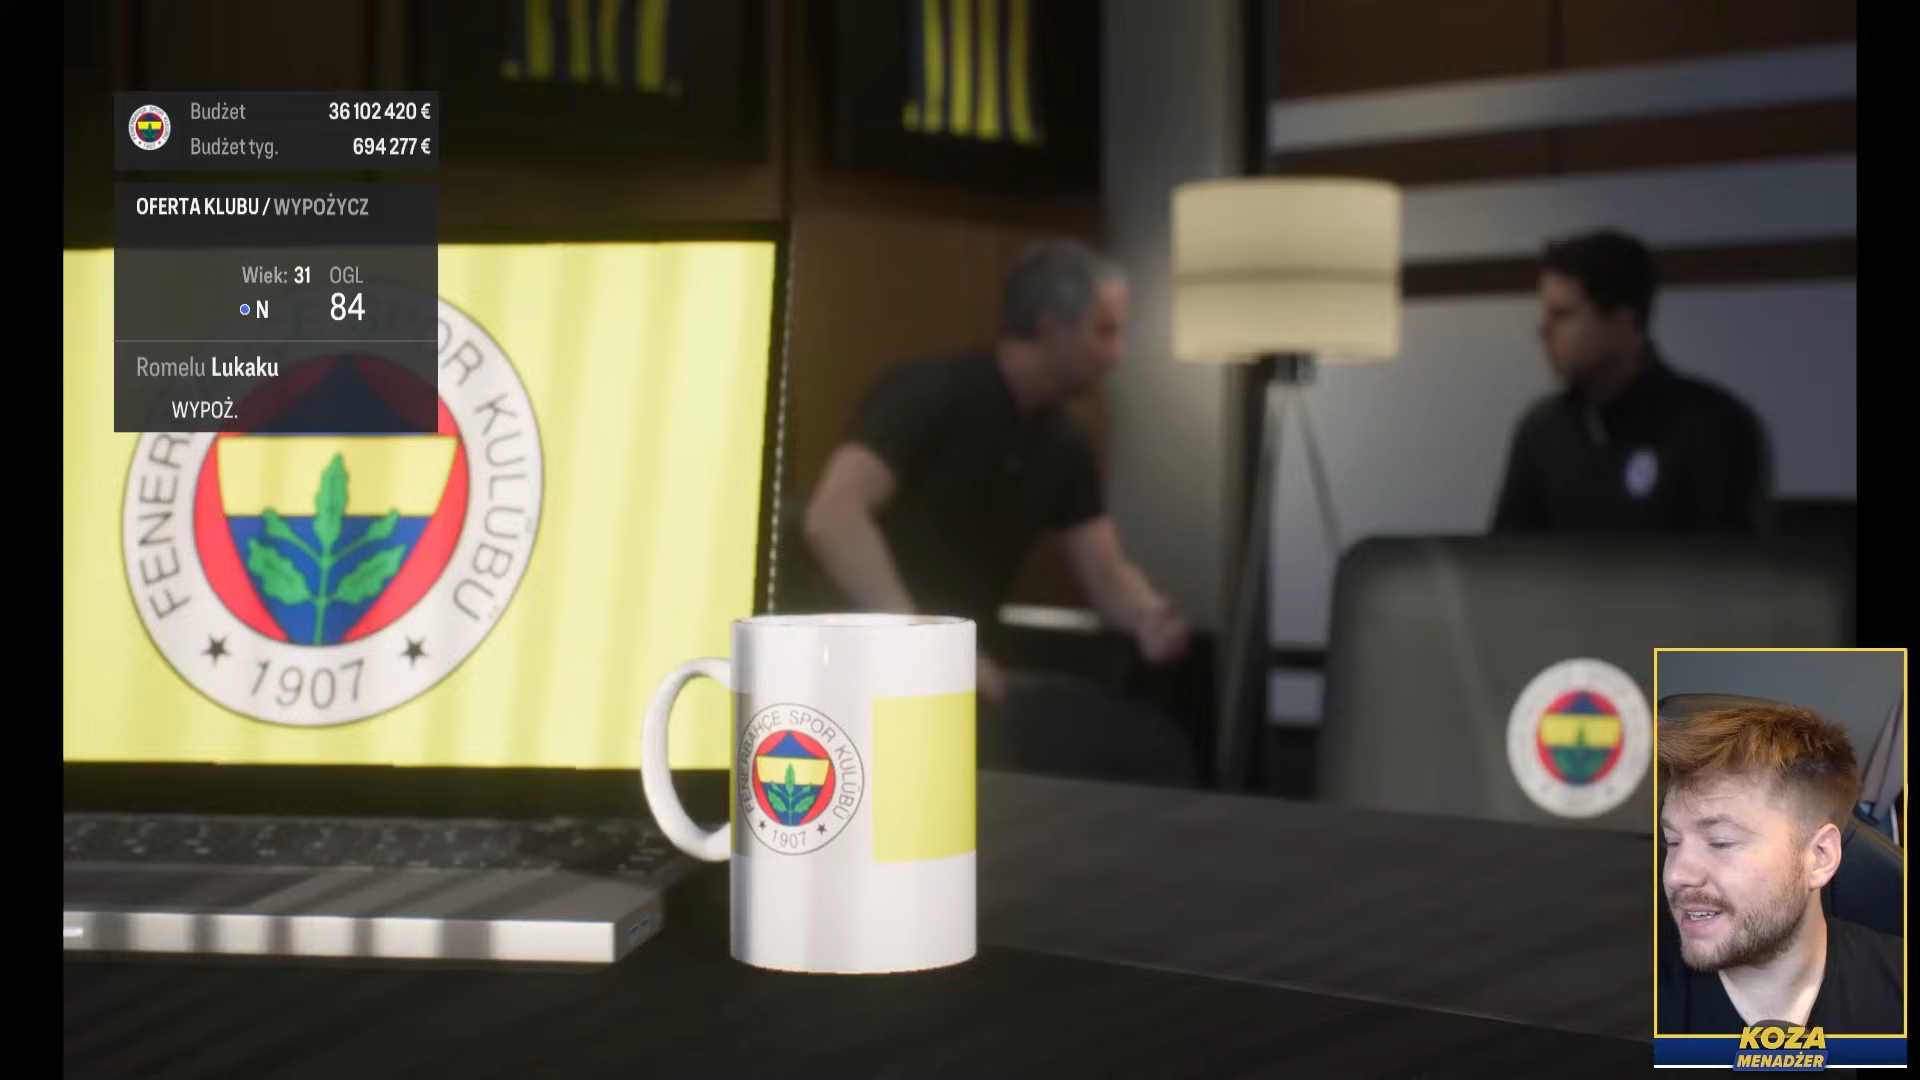 Budżet 36 102 420 €
Budżet tyg. 694 277 €
OFERTA KLUBU / WYPOŻYCZ
Wiek: 31 OGL
N 84
Romelu Lukaku
WYPOŻ.
FENER SPOR KULÜBÜ
★ 1907 ★
FENERBAHÇE SPOR KULÜBÜ
★ 1907 ★
KOZA
MENADŻER